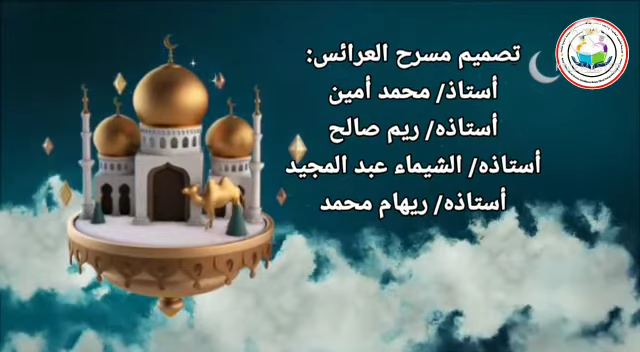 تصميم مسرح العرائس:
أستاذ/ محمد أمين
أستاذه/ ريم صالح
أستاذه/ الشيماء عبد المجيد
أستاذه/ ريهام محمد